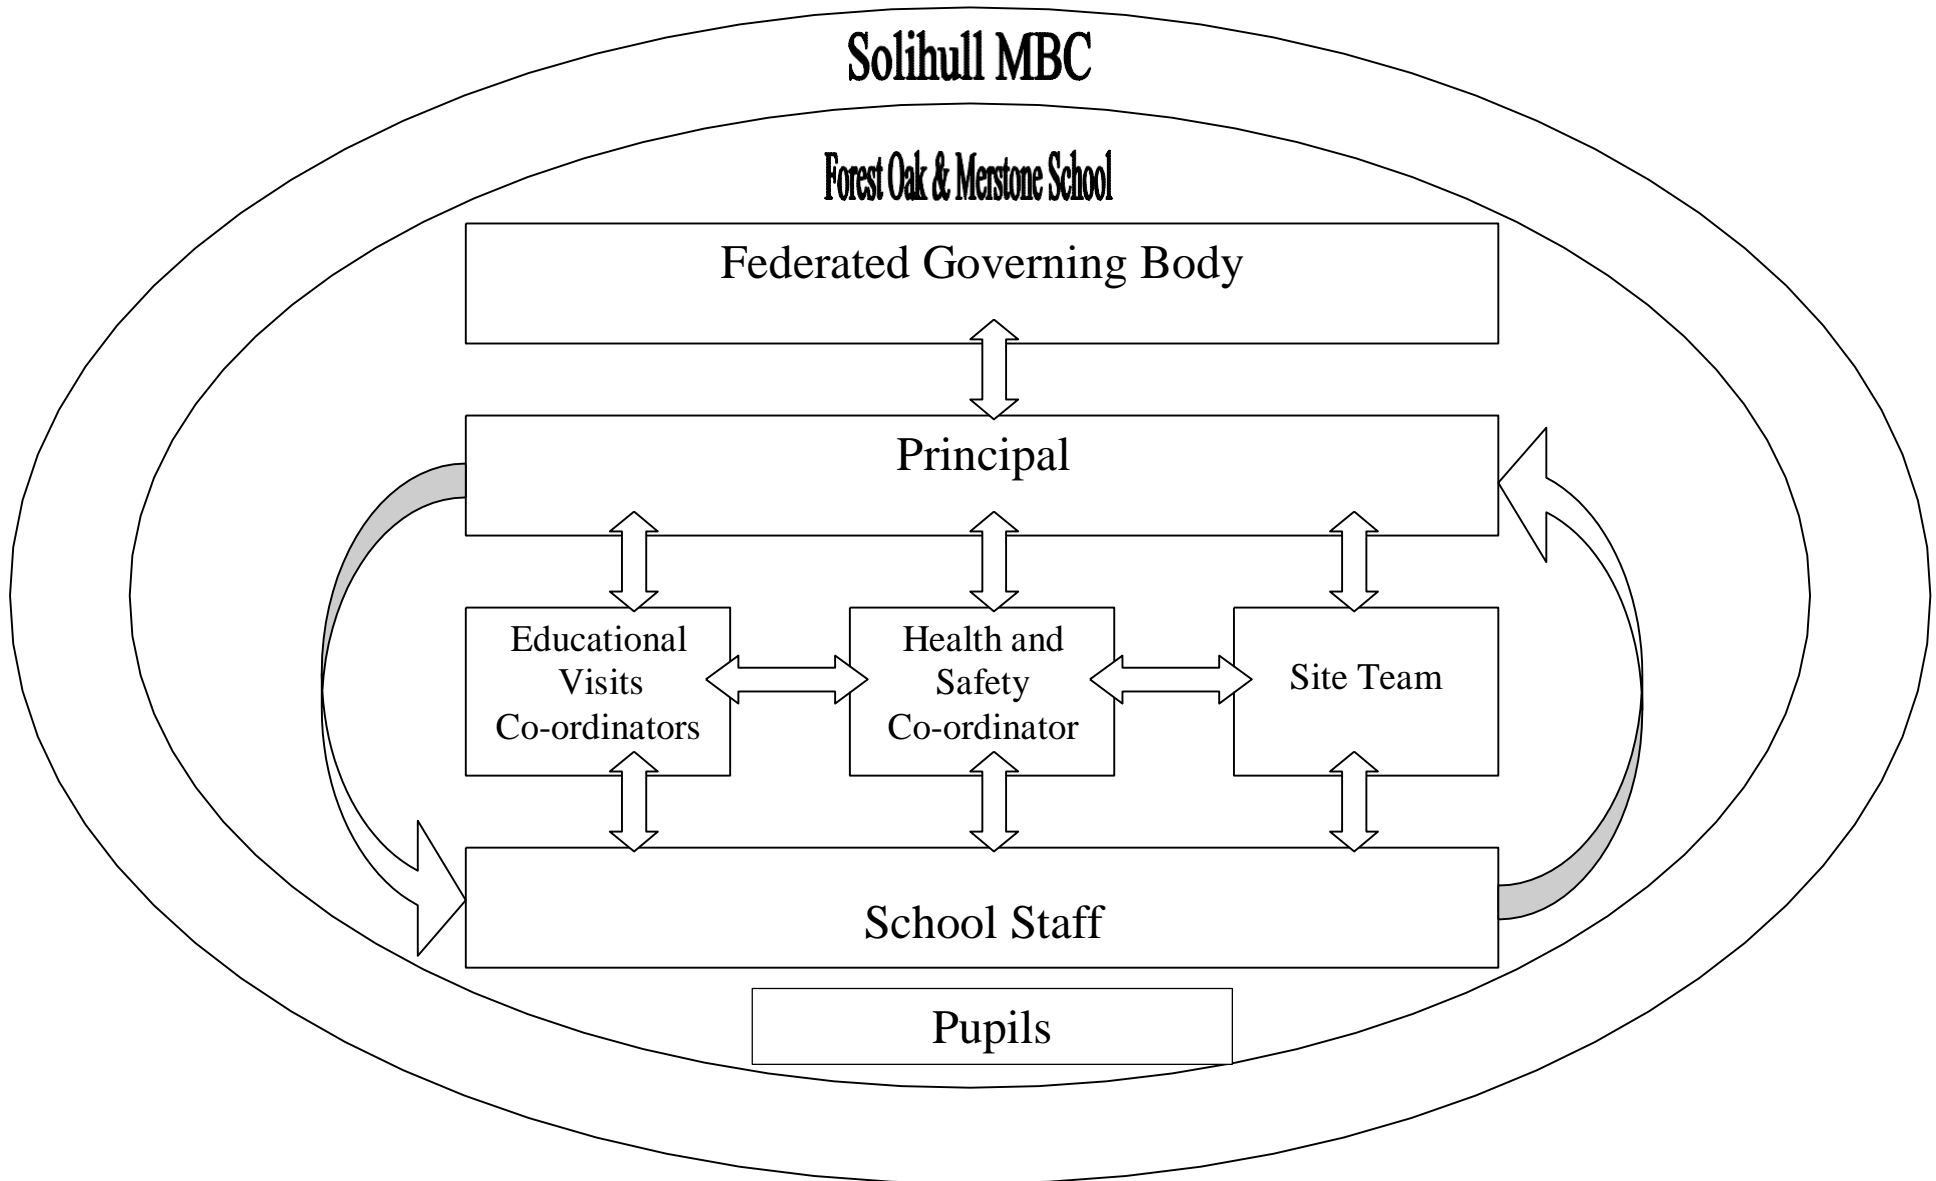 Solihull MBC
Forest Oak & Merstone School
Federated Governing Body
Principal
Educational
Visits
Co-ordinators
Health and
Safety
Co-ordinator
Site Team
School Staff
Pupils